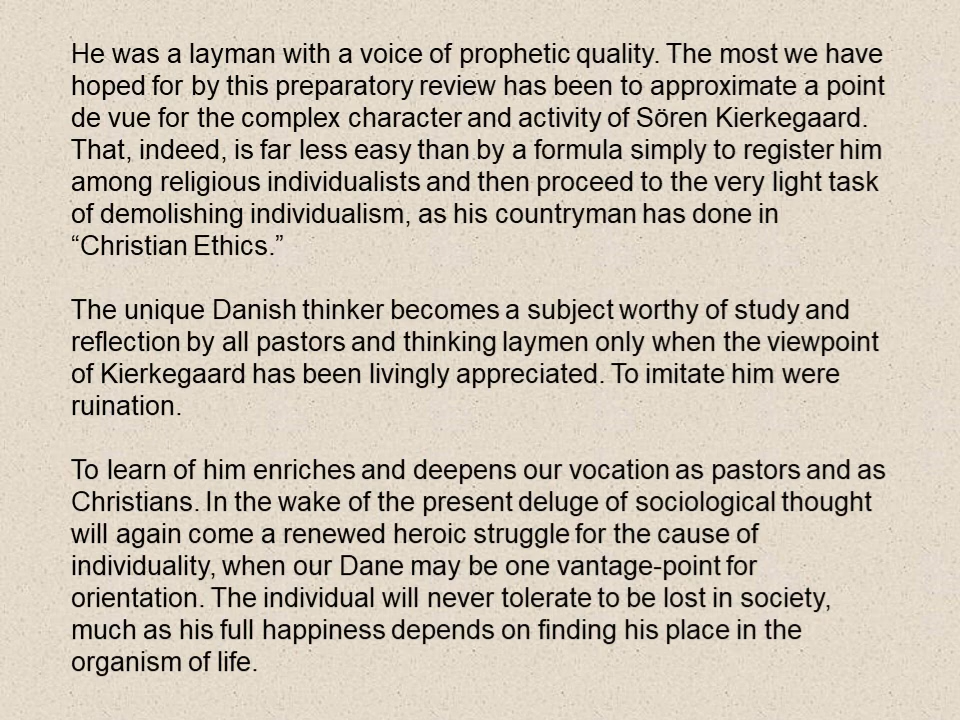 He was a layman with a voice of prophetic quality. The most we have
hoped for by this preparatory review has been to approximate a point
de vue for the complex character and activity of Sören Kierkegaard.
That, indeed, is far less easy than by a formula simply to register him
among religious individualists and then proceed to the very light task
of demolishing individualism, as his countryman has done in
“Christian Ethics.”
The unique Danish thinker becomes a subject worthy of study and
reflection by all pastors and thinking laymen only when the viewpoint
of Kierkegaard has been livingly appreciated. To imitate him were
ruination.
To learn of him enriches and deepens our vocation as pastors and as
Christians. In the wake of the present deluge of sociological thought
will again come a renewed heroic struggle for the cause of
individuality, when our Dane may be one vantage-point for
orientation. The individual will never tolerate to be lost in society,
much as his full happiness depends on finding his place in the
organism of life.